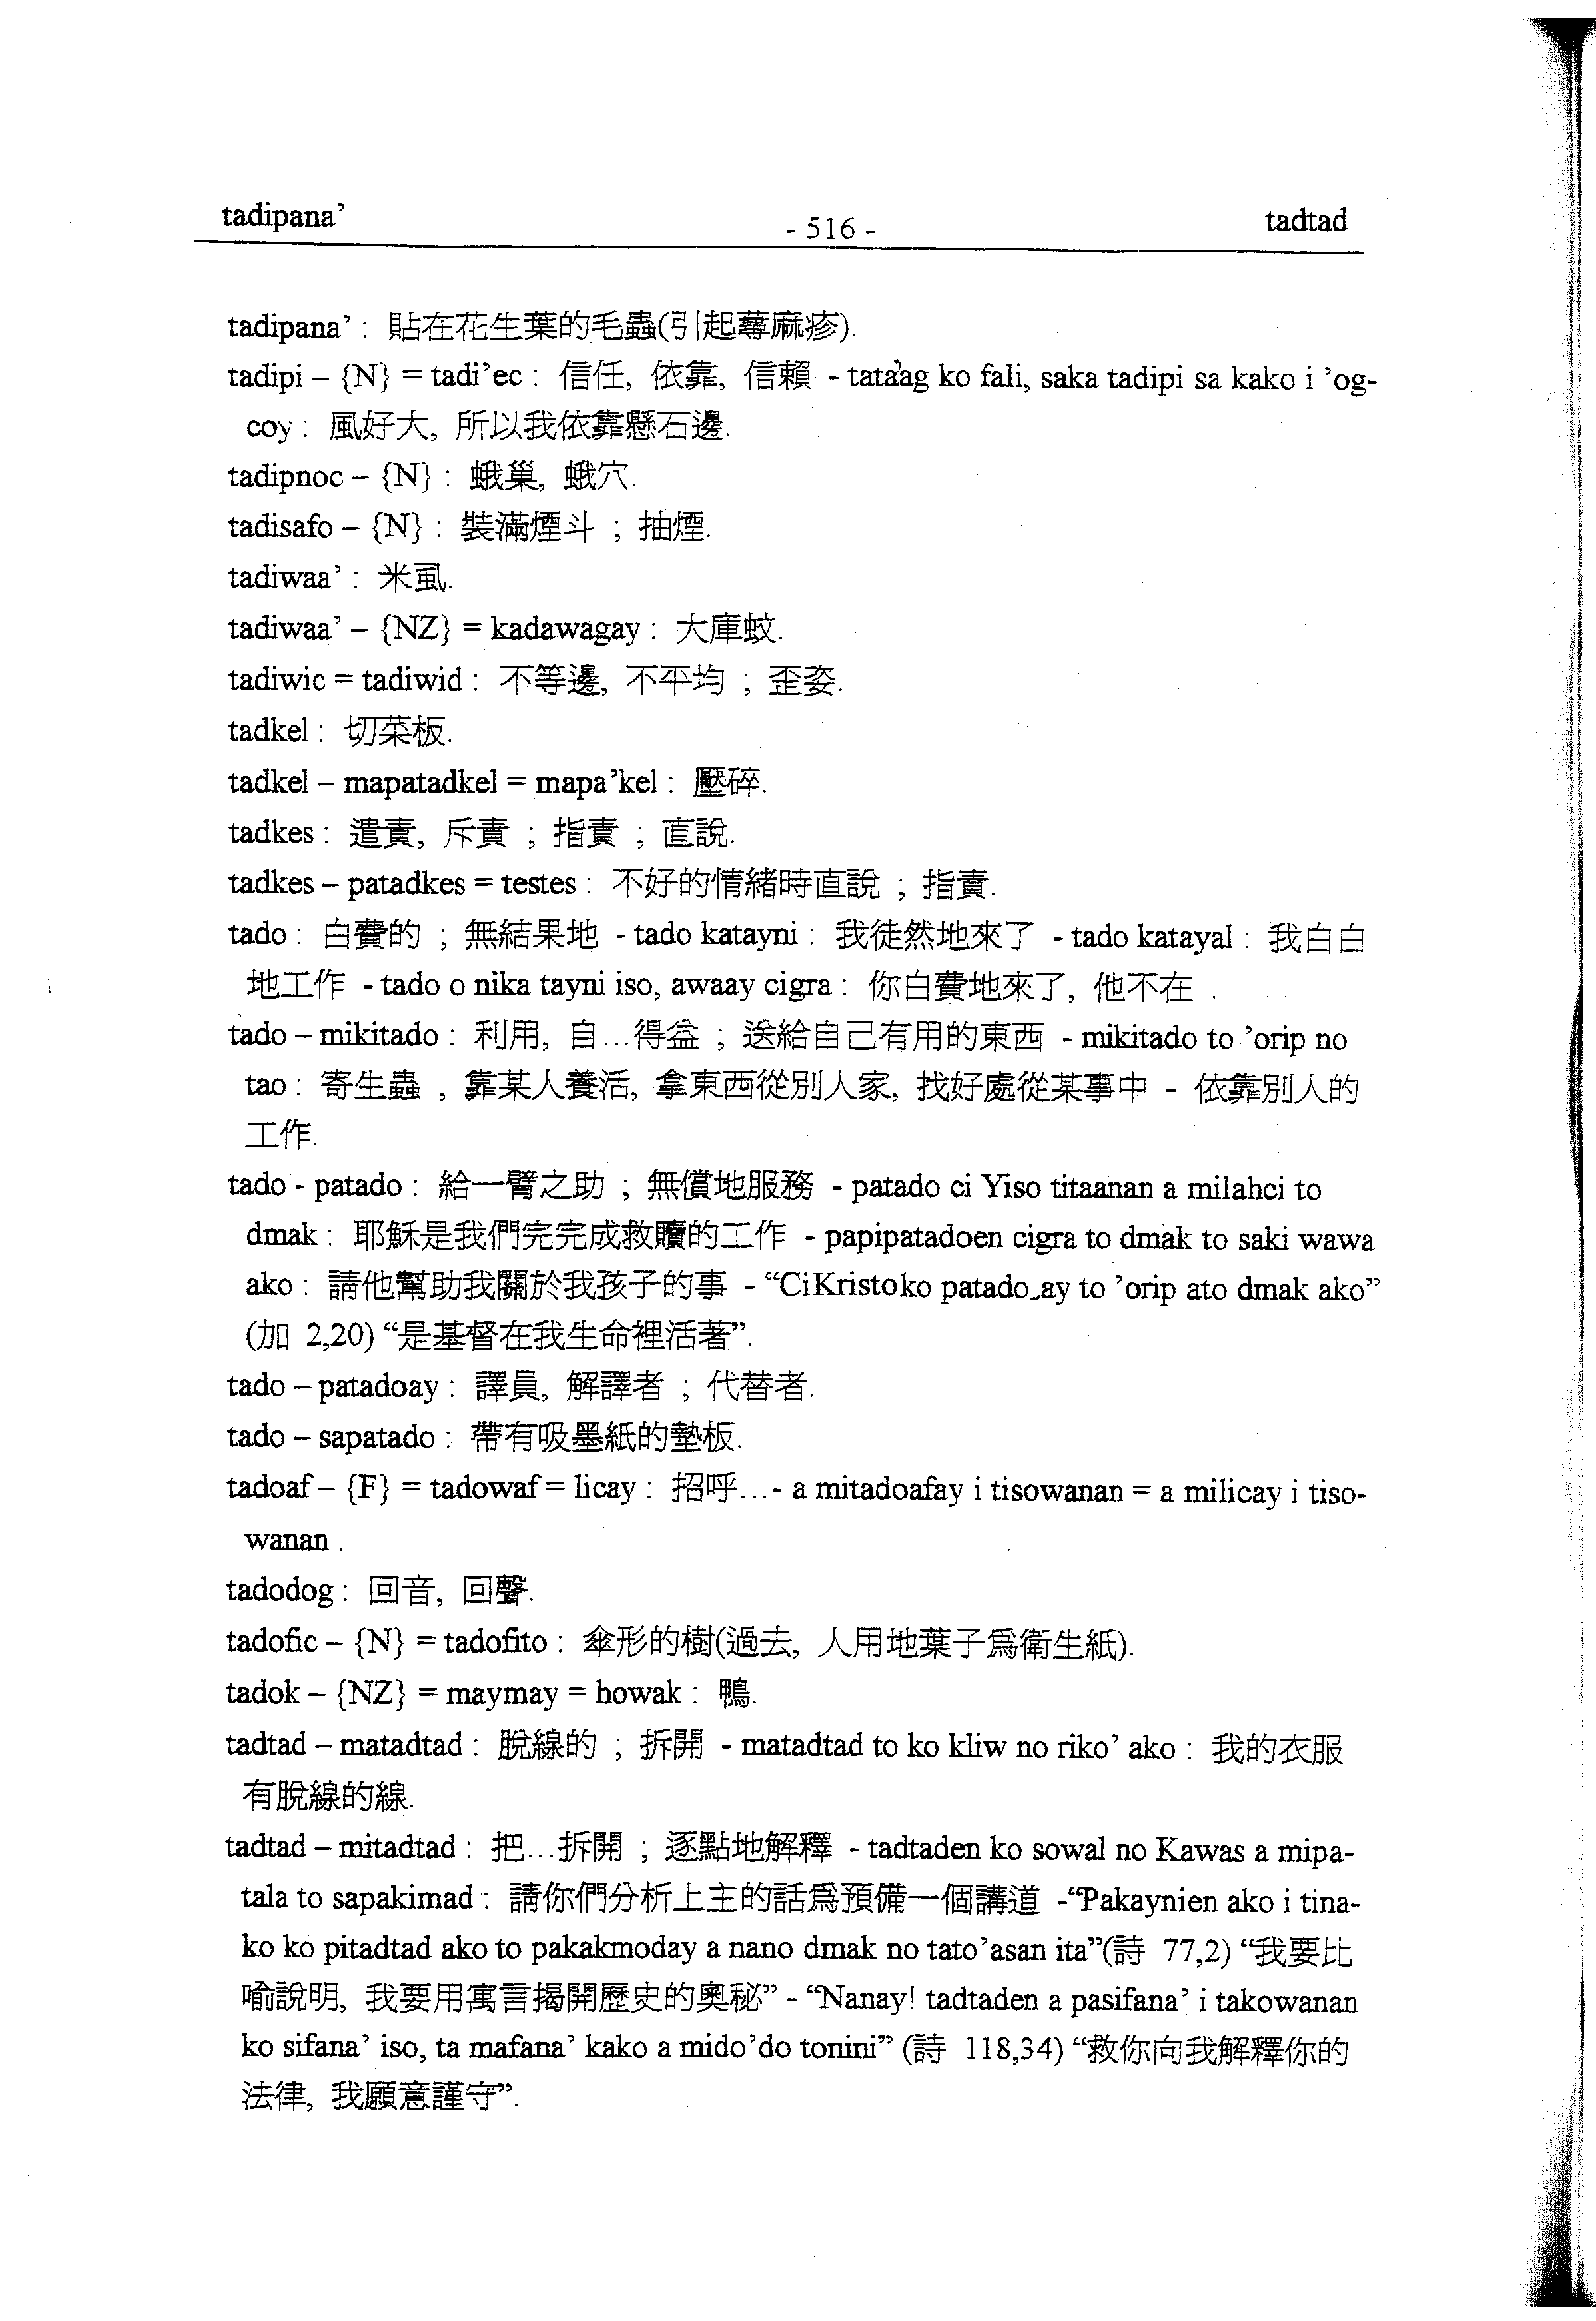 tadipana’
- 516 -
tadtad
tadipana’ : 貼在花生葉的毛蟲(引起蕁麻疹).
tadipi – {N} = tadi’ec : 信任, 依靠, 信賴 - tata’ag ko fali, saka tadipi sa kako i ’og-
coy : 風好大, 所以我依靠懸石邊.
tadipnoc – {N} : 蛾巢, 蛾穴.
tadisafo – {N} : 裝滿煙斗 ; 抽煙.
tadiwaa’ : 米虱.
tadiwaa’ – {NZ} = kadawagay : 大庫蚊.
tadiwic = tadiwid : 不等邊, 不平均 ; 歪姿.
tadkel : 切菜板.
tadkel – mapatadkel = mapa’kel : 壓碎.
tadkes : 遣責, 斥責 ; 指責 ; 直說.
tadkes – patadkes = testes : 不好的情緒時直說 ; 指責.
tado : 白費的 ; 無結果地 - tado katayni : 我徒然地來了 - tado katayal : 我白白
地工作 - tado o nika tayni iso, awaay cigra : 你白費地來了, 他不在 .
tado – mikitado : 利用, 自…得益 ; 送給自己有用的東西 - mikitado to ’orip no
tao : 寄生蟲 , 靠某人養活, 拿東西從別人家, 找好處從某事中 - 依靠別人的
工作.
tado - patado : 給一臂之助 ; 無償地服務 - patado ci Yiso titaanan a milahci to
dmak : 耶穌是我們完完成救贖的工作 - papipatadoen cigra to dmak to saki wawa
ako : 請他幫助我關於我孩子的事 - “CiKristoko patado_ay to ’orip ato dmak ako”
(加 2,20) “是基督在我生命裡活著”.
tado – patadoay : 譯員, 解譯者 ; 代替者.
tado – sapatado : 帶有吸墨紙的墊板.
tadoaf – {F} = tadowaf = licay : 招呼…- a mitadoafay i tisowanan = a milicay i tiso-
wanan .
tadodog : 回音, 回聲.
tadofic – {N} = tadofito : 傘形的樹(過去, 人用地葉子爲衛生紙).
tadok – {NZ} = maymay = howak : 鴨.
tadtad – matadtad : 脫線的 ; 拆開 - matadtad to ko kliw no riko’ ako : 我的衣服
有脫線的線.
tadtad – mitadtad : 把…拆開 ; 逐點地解釋 - tadtaden ko sowal no Kawas a mipa-
tala to sapakimad : 請你們分析上主的話爲預備一個講道 -“Pakaynien ako i tina-
ko ko pitadtad ako to pakakmoday a nano dmak no tato’asan ita”(詩 77,2) “我要比
喻說明, 我要用寓言揭開歷史的奧秘” - “Nanay! tadtaden a pasifana’ i takowanan
ko sifana’ iso, ta mafana’ kako a mido’do tonini” (詩 118,34) “救你向我解釋你的
法律, 我願意謹守”.